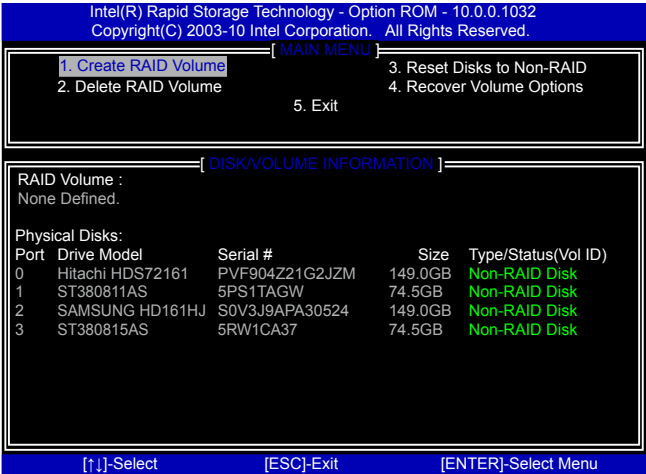 Intel(R) Rapid Storage Technology - Option ROM - 10.0.0.1032
Copyright(C) 2003-10 Intel Corporation. All Rights Reserved.
[ MAIN MENU ]
1. Create RAID Volume 3. Reset Disks to Non-RAID
2. Delete RAID Volume 4. Recover Volume Options
5. Exit
[ DISK/VOLUME INFORMATION ]
RAID Volume :
None Defined.
Physical Disks:
Port Drive Model Serial # Size Type/Status(Vol ID)
0 Hitachi HDS72161 PVF904Z21G2JZM 149.0GB Non-RAID Disk
1 ST380811AS 5PS1TAGW 74.5GB Non-RAID Disk
2 SAMSUNG HD161HJ S0V3J9APA30524 149.0GB Non-RAID Disk
3 ST380815AS 5RW1CA37 74.5GB Non-RAID Disk
[↑↓]-Select [ESC]-Exit [ENTER]-Select Menu